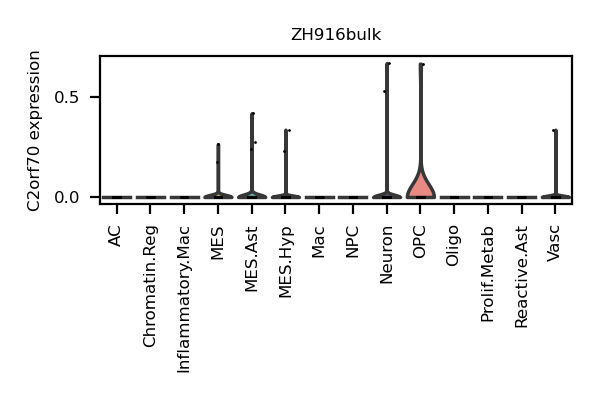 ZH916bulk
C2orf70 expression
0.5
0.0
AC
Chromatin.Reg
Inflammatory.Mac
MES
MES.Ast
MES.Hyp
Mac
NPC
Neuron
OPC
Oligo
Prolif.Metab
Reactive.Ast
Vasc